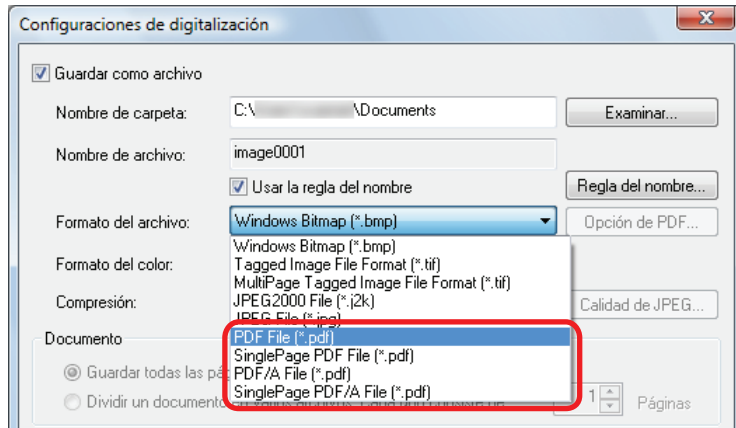 Configuraciones de digitalización
Guardar como archivo
Nombre de carpeta: C:\ \Documents Examinar...
Nombre de archivo: image0001
Usar la regla del nombre Regla del nombre...
Formato del archivo: Windows Bitmap (*.bmp) Opción de PDF...
Windows Bitmap (*.bmp)
Formato del color: Tagged Image File Format (*.tif)
MultiPage Tagged Image File Format (*.tif)
Compresión: JPEG2000 File (*.j2k) Calidad de JPEG...
JPEG File (*.jpg)
Documento PDF File (*.pdf)
SinglePage PDF File (*.pdf)
Guardar todas las PDF/A File (*.pdf)
SinglePage PDF/A File (*.pdf)
Dividir un documento 1 Páginas